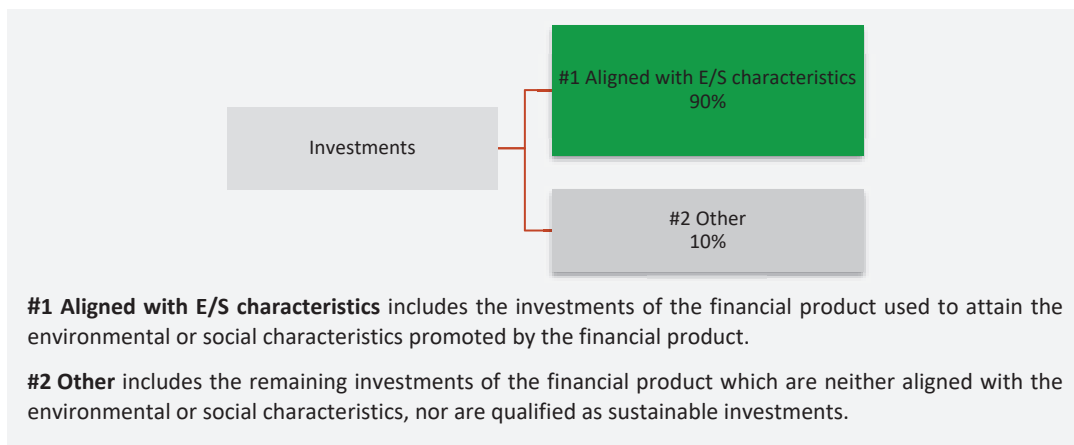 #1 Aligned with E/S characteristics
90%
Investments
#2 Other
10%
#1 Aligned with E/S characteristics includes the investments of the financial product used to attain the
environmental or social characteristics promoted by the financial product.
#2 Other includes the remaining investments of the financial product which are neither aligned with the
environmental or social characteristics, nor are qualified as sustainable investments.